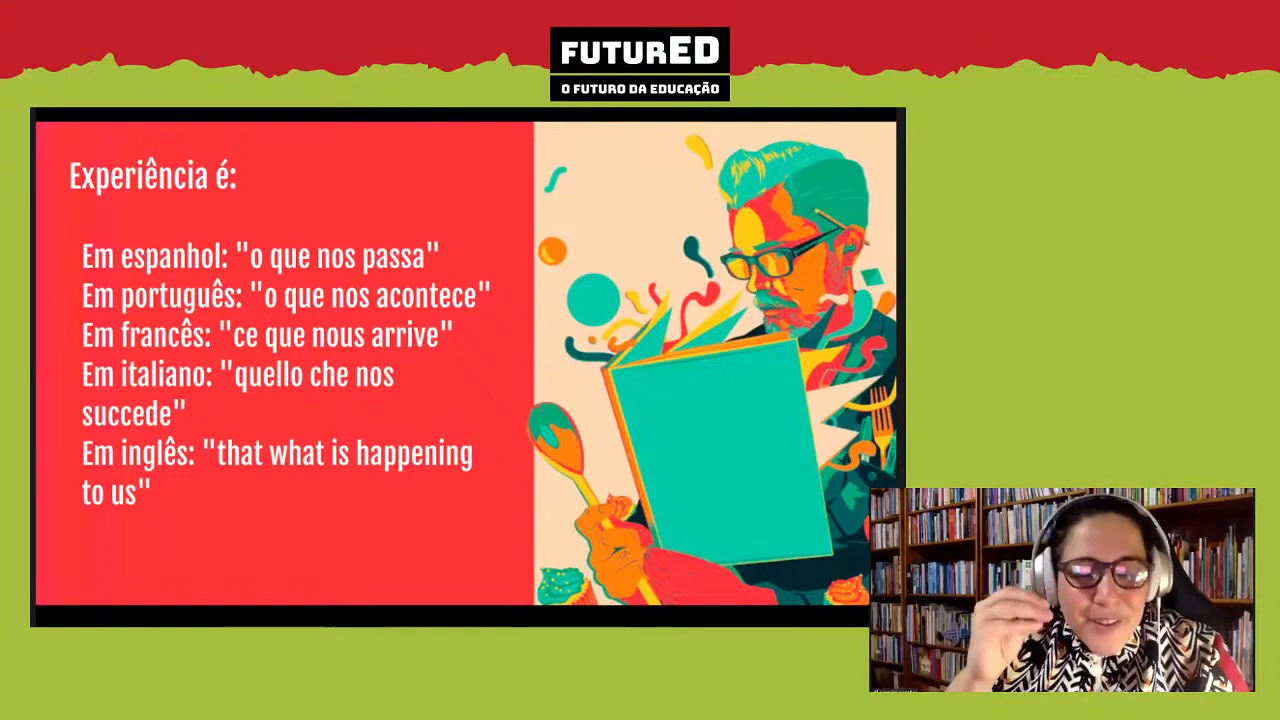 FUTURED
O FUTURO DA EDUCAÇÃO
Experiência é:
Em espanhol: "o que nos passa"
Em português: "o que nos acontece"
Em francês: "ce que nous arrive"
Em italiano: "quello che nos
succede"
Em inglês: "that what is happening
to us"